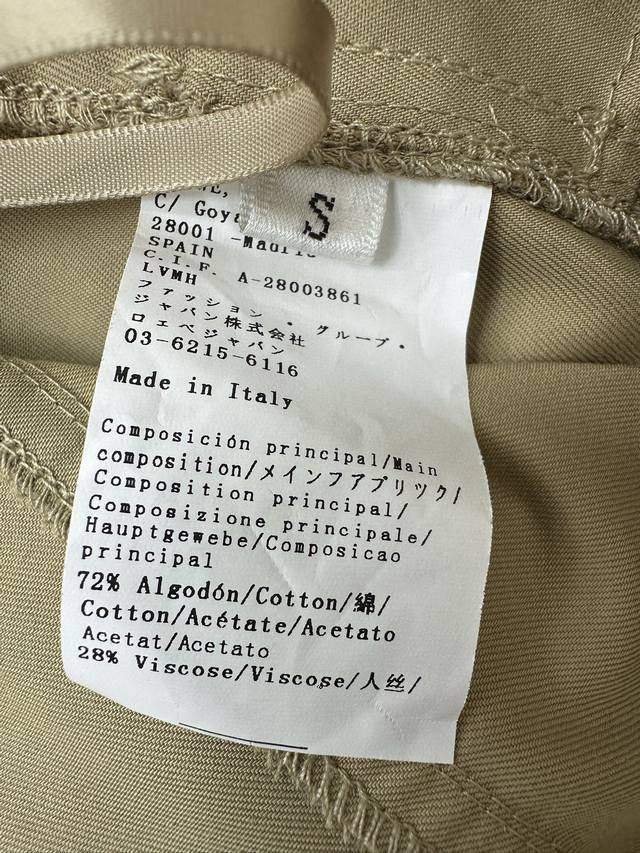 S
C/ Goya
28001 -Madrid
SPAIN
C.I.F. A-28003861
LVMH
ファッション・グループ・
ジャパン株式会社
ロエベジャパン
03-6215-6116
Made in Italy
Composición principal/Main
composition/メインファブリック/
Composition principal/
Composizione principale/
Hauptgewebe/Composicao
principal
72% Algodón/Cotton/綿/
Cotton/Acétate/Acetato
Acetat/Acetato
28% Viscose/Viscose/人丝/